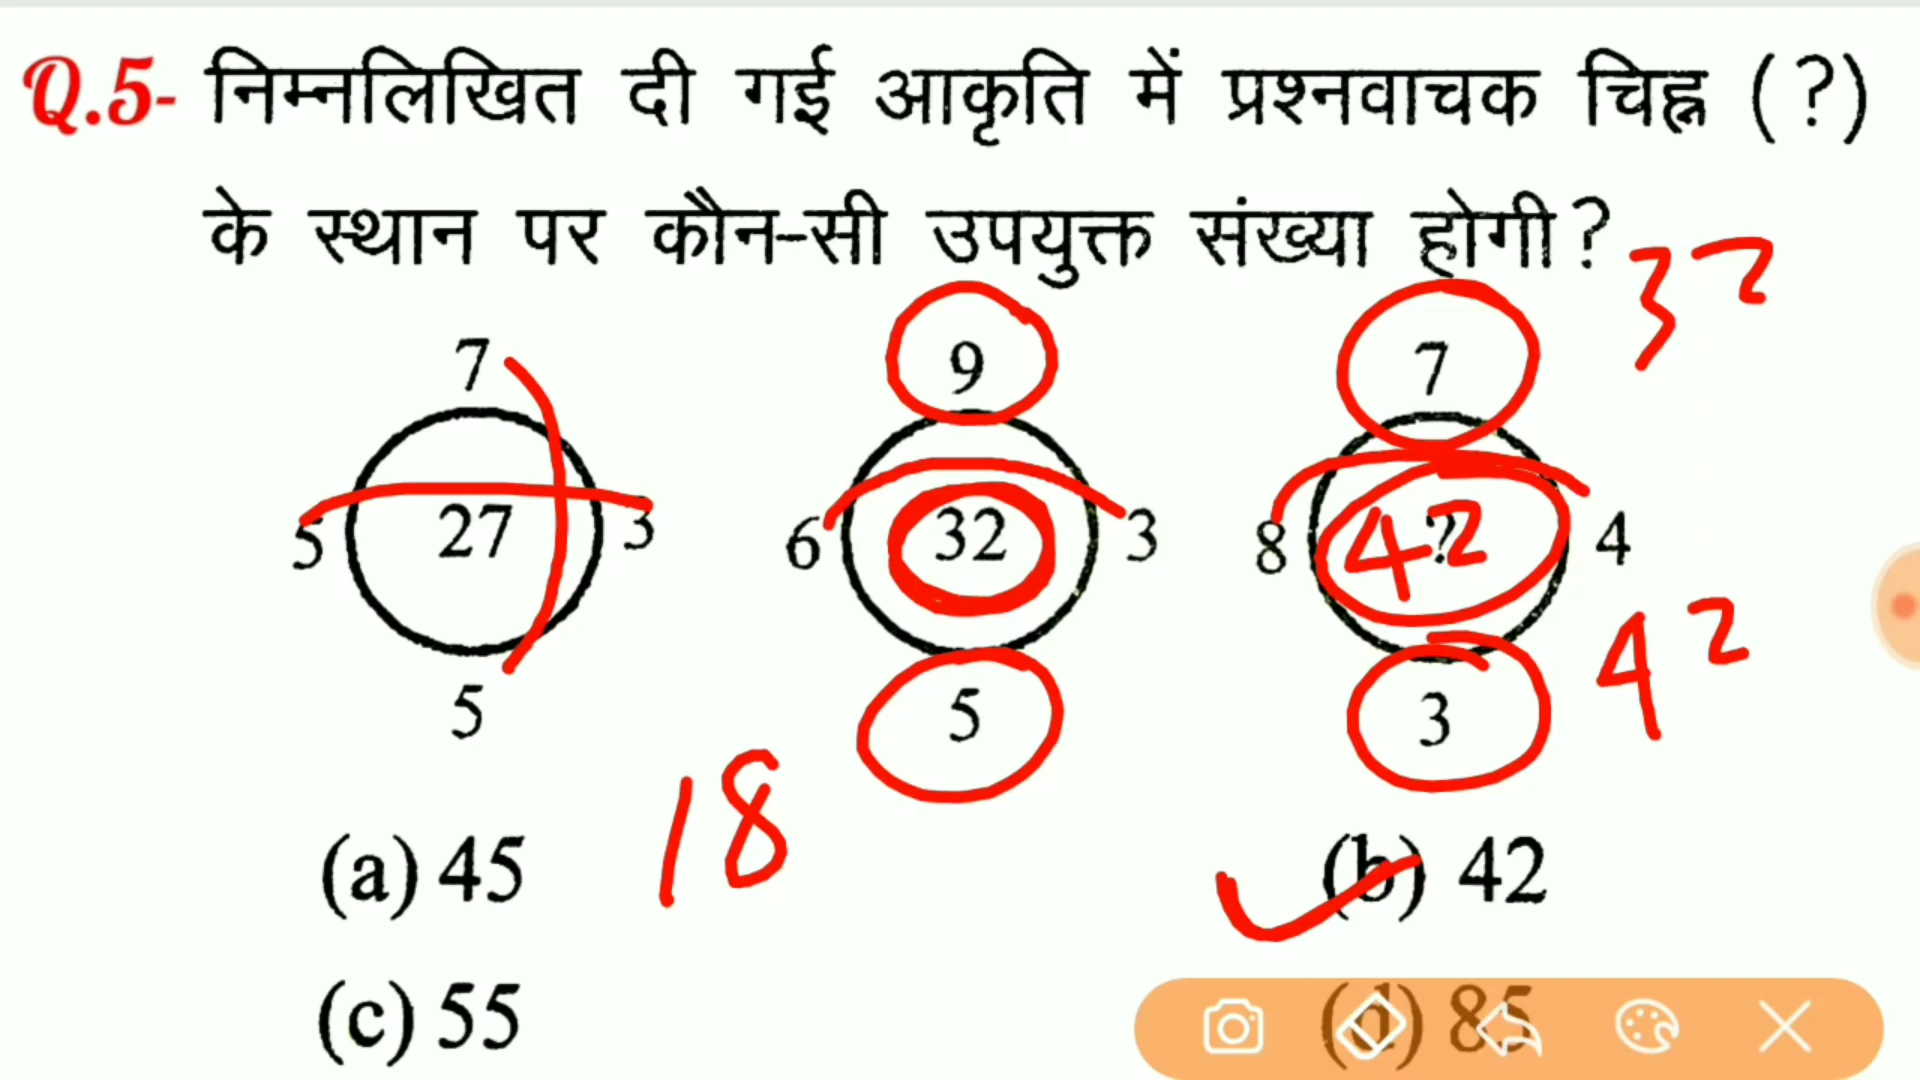 Q.5- निम्नलिखित दी गई आकृति में प्रश्नवाचक चिह्न (?)
के स्थान पर कौन-सी उपयुक्त संख्या होगी?
32
7 9 7
5 27 3 6 32 3 8 ? 42 4
42
5 5 3
18
(a) 45 (b) 42
(c) 55 (d) 85